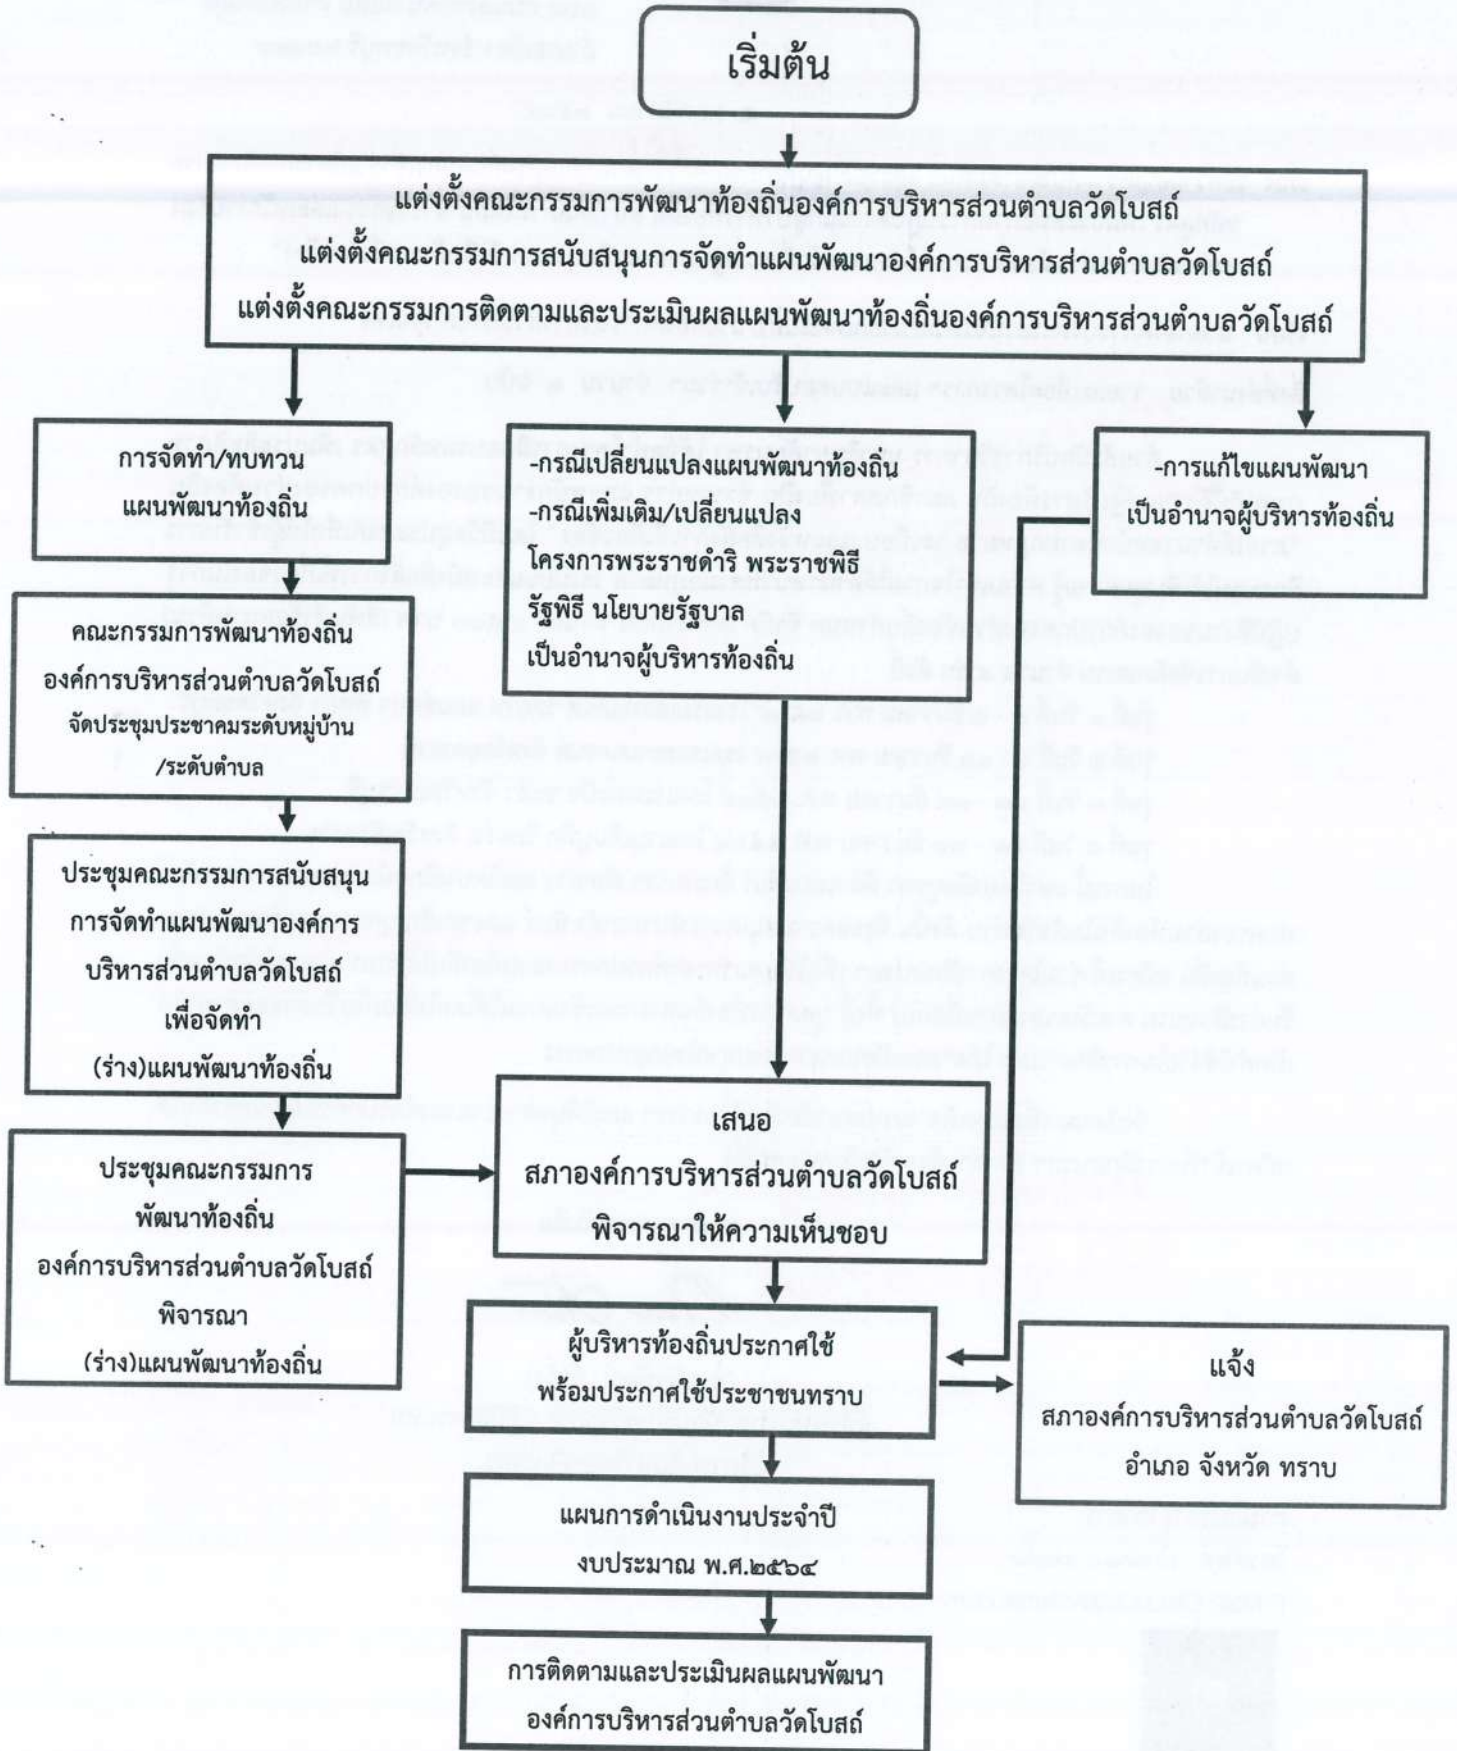 เริ่มต้น
แต่งตั้งคณะกรรมการพัฒนาท้องถิ่นองค์การบริหารส่วนตำบลวัดโบสถ์
แต่งตั้งคณะกรรมการสนับสนุนการจัดทำแผนพัฒนาองค์การบริหารส่วนตำบลวัดโบสถ์
แต่งตั้งคณะกรรมการติดตามและประเมินผลแผนพัฒนาท้องถิ่นองค์การบริหารส่วนตำบลวัดโบสถ์
การจัดทำ/ทบทวน
แผนพัฒนาท้องถิ่น
-กรณีเปลี่ยนแปลงแผนพัฒนาท้องถิ่น
-กรณีเพิ่มเติม/เปลี่ยนแปลง
โครงการพระราชดำริ พระราชพิธี
รัฐพิธี นโยบายรัฐบาล
เป็นอำนาจผู้บริหารท้องถิ่น
-การแก้ไขแผนพัฒนา
เป็นอำนาจผู้บริหารท้องถิ่น
คณะกรรมการพัฒนาท้องถิ่น
องค์การบริหารส่วนตำบลวัดโบสถ์
จัดประชุมประชาคมระดับหมู่บ้าน
/ระดับตำบล
ประชุมคณะกรรมการสนับสนุน
การจัดทำแผนพัฒนาองค์การ
บริหารส่วนตำบลวัดโบสถ์
เพื่อจัดทำ
(ร่าง)แผนพัฒนาท้องถิ่น
ประชุมคณะกรรมการ
พัฒนาท้องถิ่น
องค์การบริหารส่วนตำบลวัดโบสถ์
พิจารณา
(ร่าง)แผนพัฒนาท้องถิ่น
เสนอ
สภาองค์การบริหารส่วนตำบลวัดโบสถ์
พิจารณาให้ความเห็นชอบ
ผู้บริหารท้องถิ่นประกาศใช้
พร้อมประกาศใช้ประชาชนทราบ
แจ้ง
สภาองค์การบริหารส่วนตำบลวัดโบสถ์
อำเภอ จังหวัด ทราบ
แผนการดำเนินงานประจำปี
งบประมาณ พ.ศ.๒๕๖๔
การติดตามและประเมินผลแผนพัฒนา
องค์การบริหารส่วนตำบลวัดโบสถ์